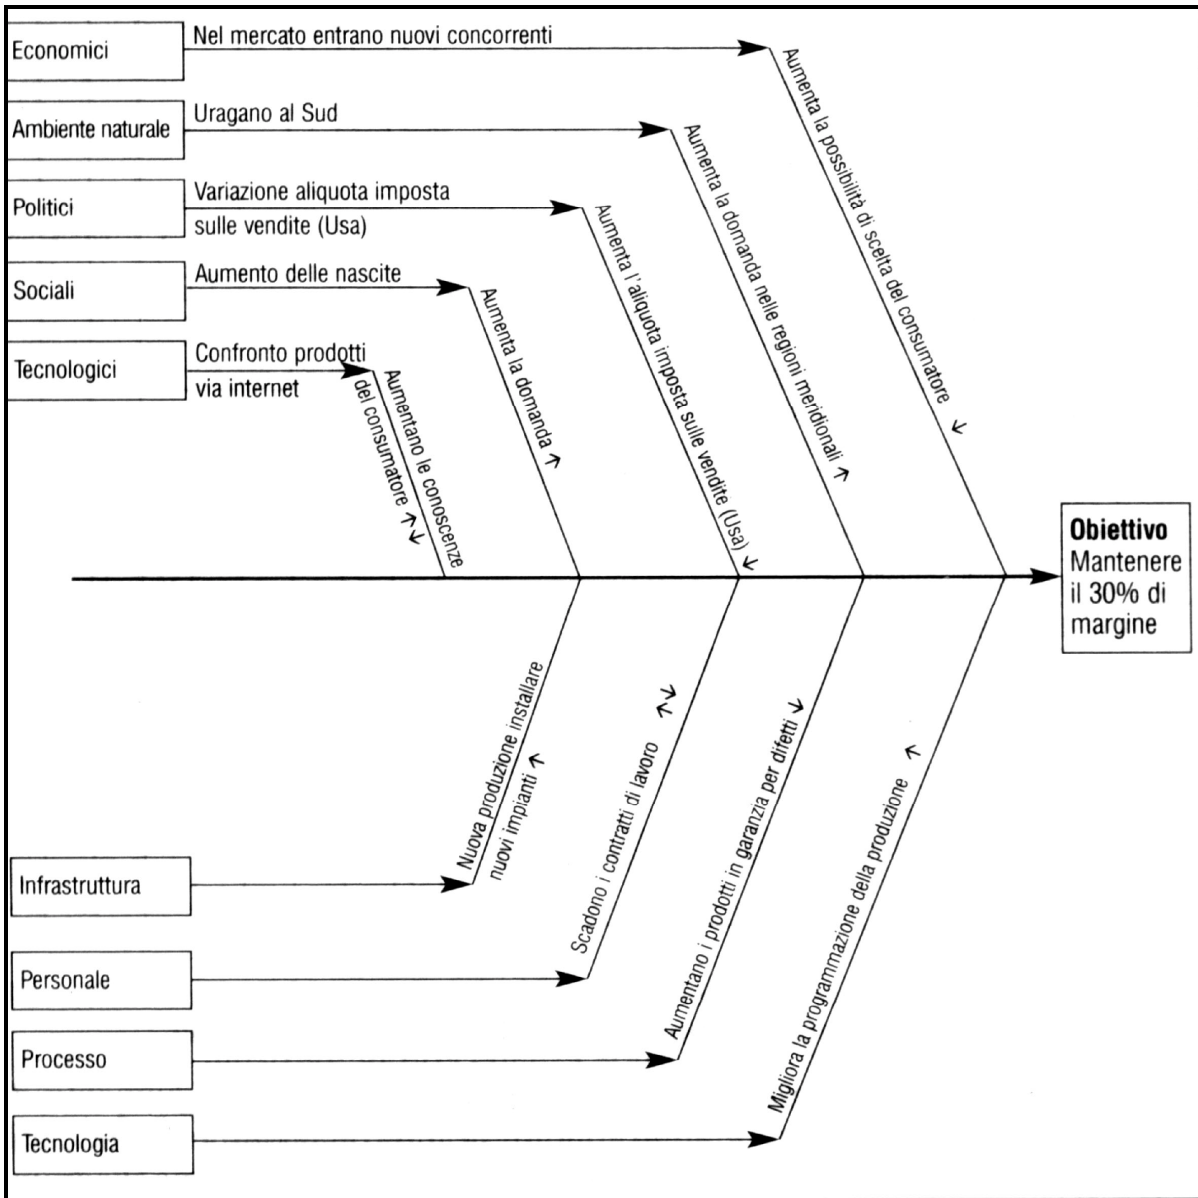 Economici
Nel mercato entrano nuovi concorrenti
Aumenta la possibilità di scelta del consumatore ↓
Ambiente naturale
Uragano al Sud
Aumenta la domanda nelle regioni meridionali ↑
Politici
Variazione aliquota imposta
sulle vendite (Usa)
Aumenta l'aliquota imposta sulle vendite (Usa) ↓
Sociali
Aumento delle nascite
Aumenta la domanda ↑
Tecnologici
Confronto prodotti
via internet
Aumentano le conoscenze
del consumatore ↑↓
Obiettivo
Mantenere
il 30% di
margine
Infrastruttura
Nuova produzione installare
nuovi impianti ↑
Personale
Scadono i contratti di lavoro ↑↓
Processo
Aumentano i prodotti in garanzia per difetti ↓
Tecnologia
Migliora la programmazione della produzione ↑